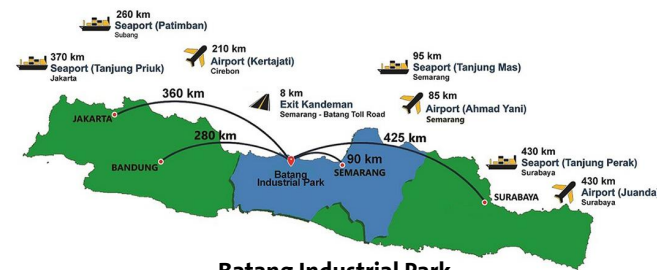 260 km
Seaport (Patimban)
Subang
370 km
Seaport (Tanjung Priuk)
Jakarta
210 km
Airport (Kertajati)
Cirebon
95 km
Seaport (Tanjung Mas)
Semarang
8 km
Exit Kandeman
Semarang - Batang Toll Road
85 km
Airport (Ahmad Yani)
Semarang
360 km
JAKARTA
280 km
425 km
BANDUNG
90 km
SEMARANG
Batang
Industrial Park
430 km
Seaport (Tanjung Perak)
Surabaya
430 km
Airport (Juanda
Surabaya
SURABAYA
Batang Industrial Park